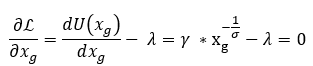 ∂ℒ/∂x_g = dU(x_g)/dx_g − λ = γ * x_g^(−1/σ) − λ = 0